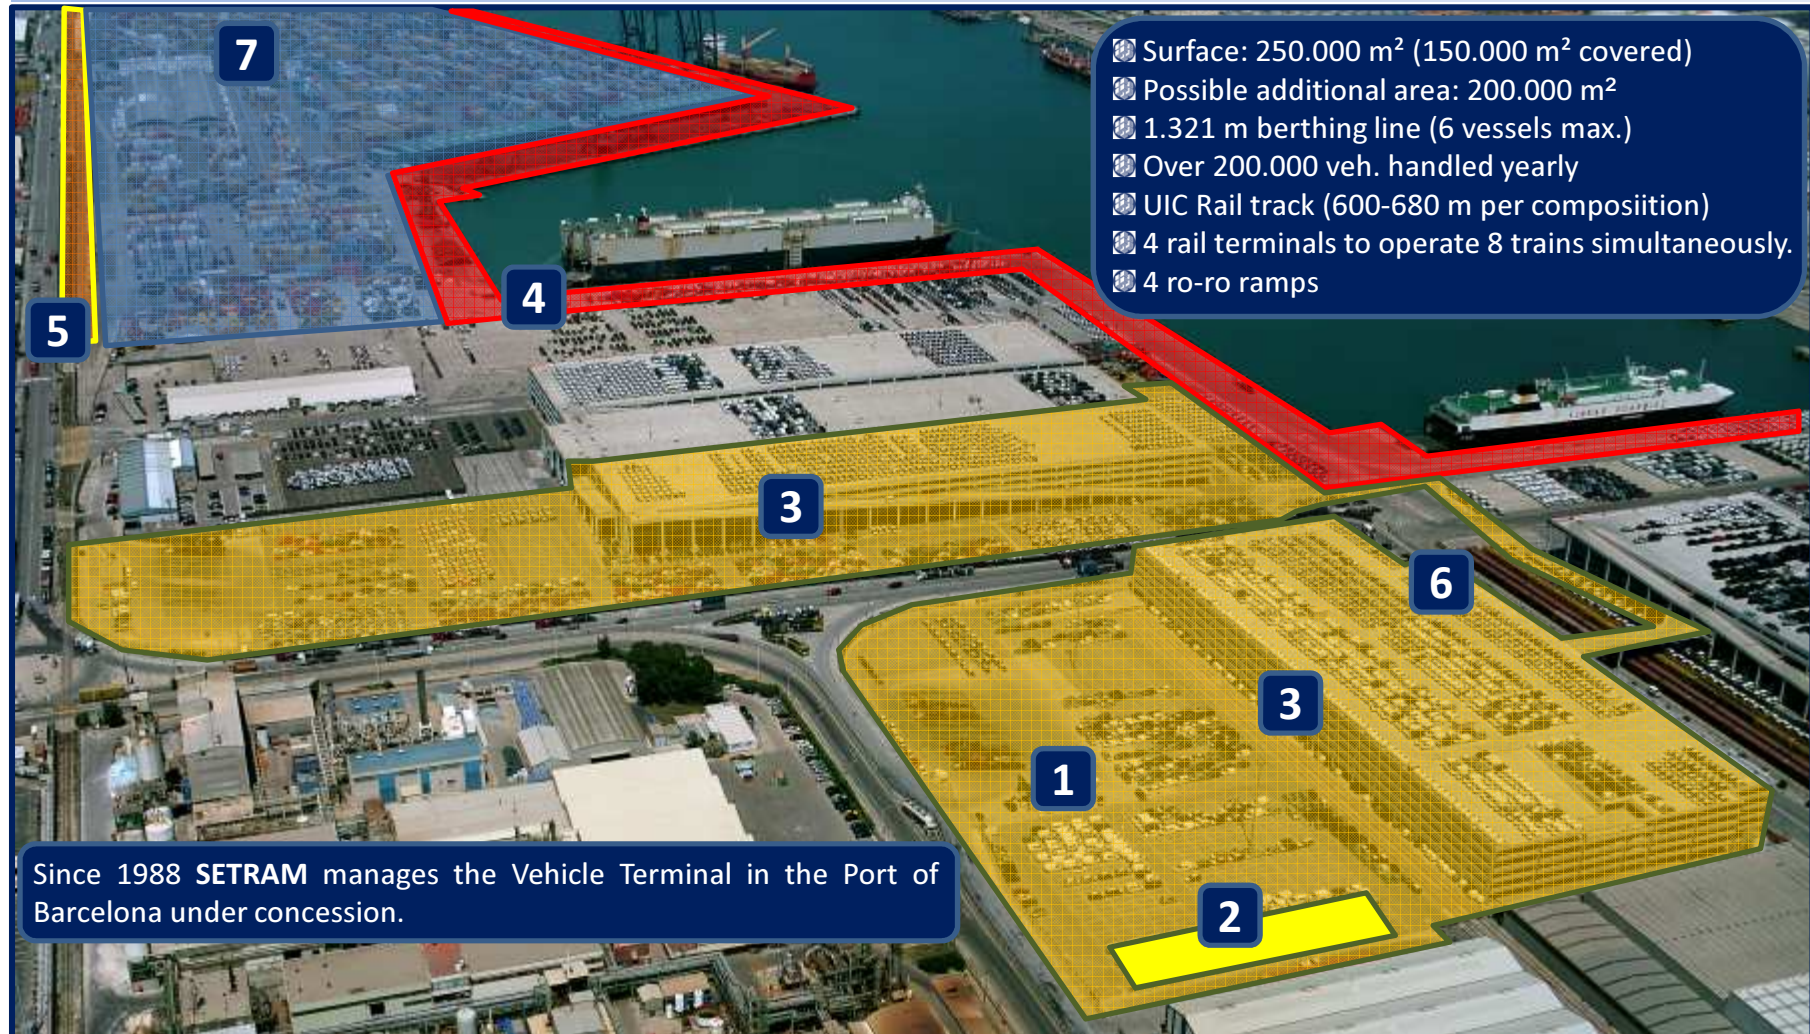 7
Surface: 250.000 m² (150.000 m² covered)
Possible additional area: 200.000 m²
1.321 m berthing line (6 vessels max.)
Over 200.000 veh. handled yearly
UIC Rail track (600-680 m per composiition)
4 rail terminals to operate 8 trains simultaneously.
4 ro-ro ramps
4
5
3
6
3
1
2
Since 1988 SETRAM manages the Vehicle Terminal in the Port of
Barcelona under concession.